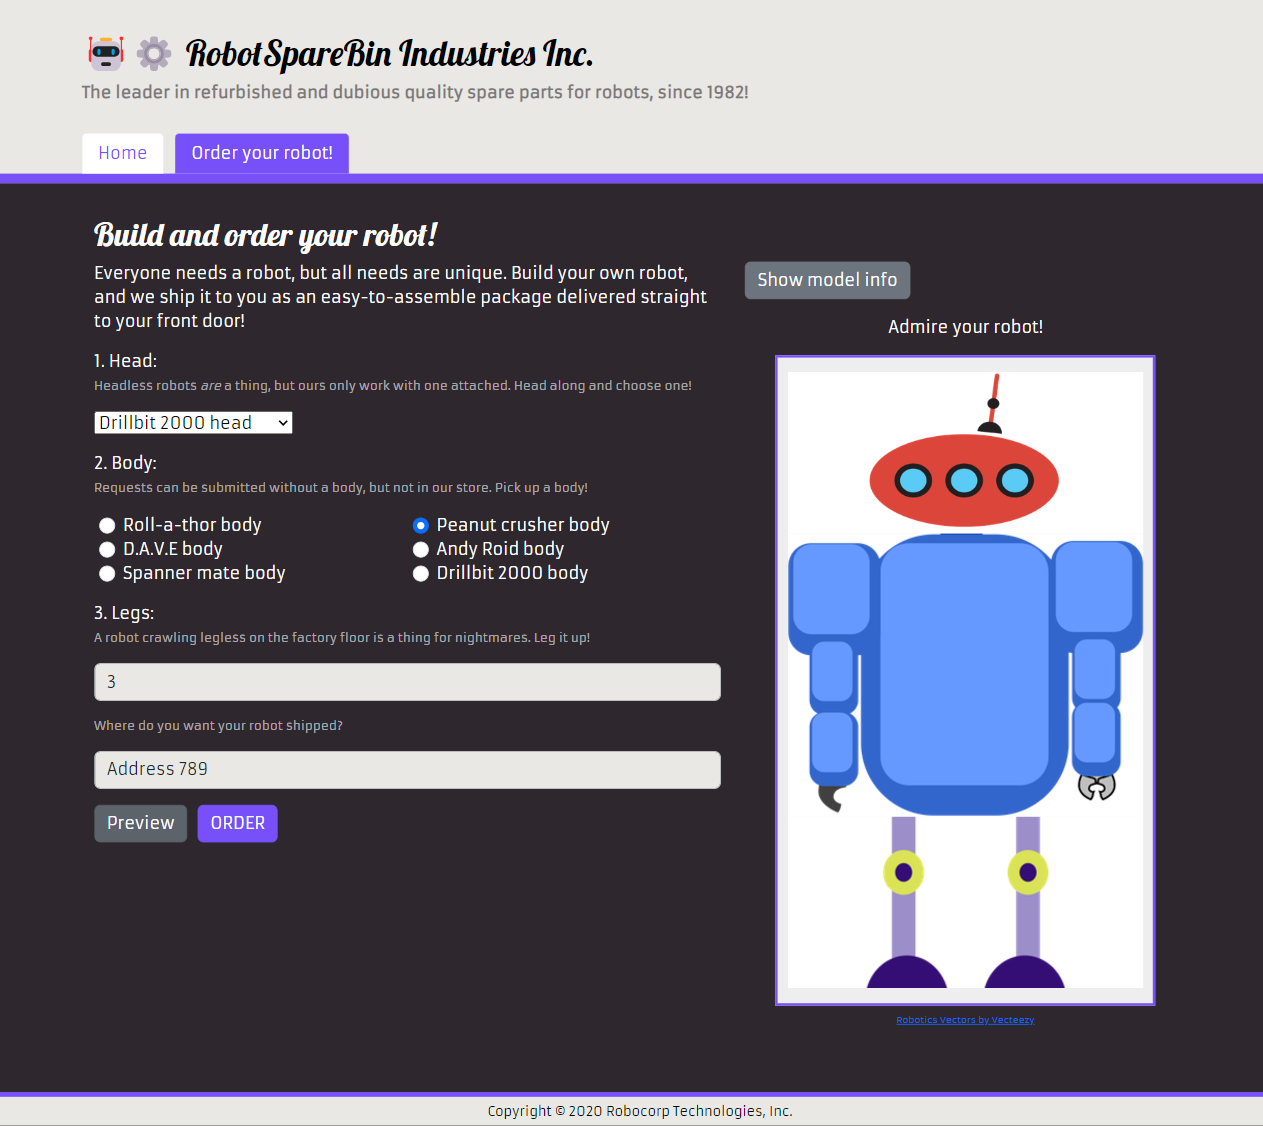 RobotSpareBin Industries Inc.
The leader in refurbished and dubious quality spare parts for robots, since 1982!
Home
Order your robot!
Build and order your robot!
Everyone needs a robot, but all needs are unique. Build your own robot,
and we ship it to you as an easy-to-assemble package delivered straight
to your front door!
1. Head:
Headless robots are a thing, but ours only work with one attached. Head along and choose one!
Drillbit 2000 head
2. Body:
Requests can be submitted without a body, but not in our store. Pick up a body!
Roll-a-thor body
Peanut crusher body
D.A.V.E body
Andy Roid body
Spanner mate body
Drillbit 2000 body
3. Legs:
A robot crawling legless on the factory floor is a thing for nightmares. Leg it up!
3
Where do you want your robot shipped?
Address 789
Preview
ORDER
Show model info
Admire your robot!
Robotics Vectors by Vecteezy
Copyright © 2020 Robocorp Technologies, Inc.